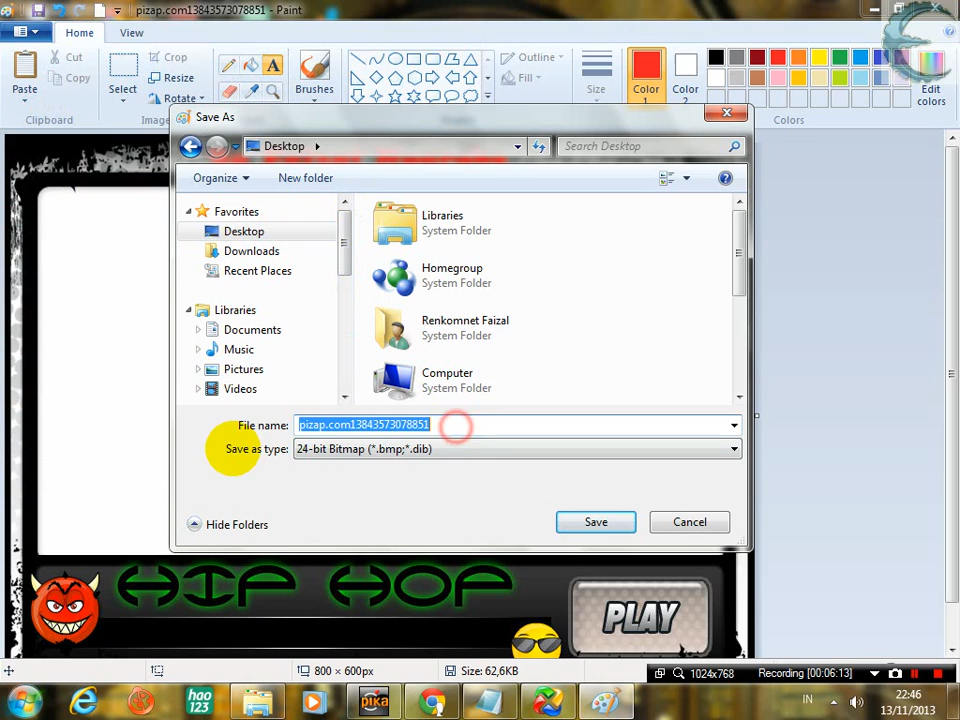 pizap.com13843573078851 - Paint
Home
View
Paste
Cut
Copy
Clipboard
Select
Crop
Resize
Rotate
A
Brushes
Outline
Fill
Size
Color
1
Color
2
Edit
colors
Colors
Save As
Desktop
Search Desktop
Organize
New folder
Favorites
Desktop
Downloads
Recent Places
Libraries
Documents
Music
Pictures
Videos
Libraries
System Folder
Homegroup
System Folder
Renkomnet Faizal
System Folder
Computer
System Folder
File name: pizap.com13843573078851
Save as type: 24-bit Bitmap (*.bmp;*.dib)
Hide Folders
Save
Cancel
HIP HOP
PLAY
800 × 600px
Size: 62,6KB
1024x768
Recording [00:06:13]
hao
123
pika
IN
22:46
13/11/2013